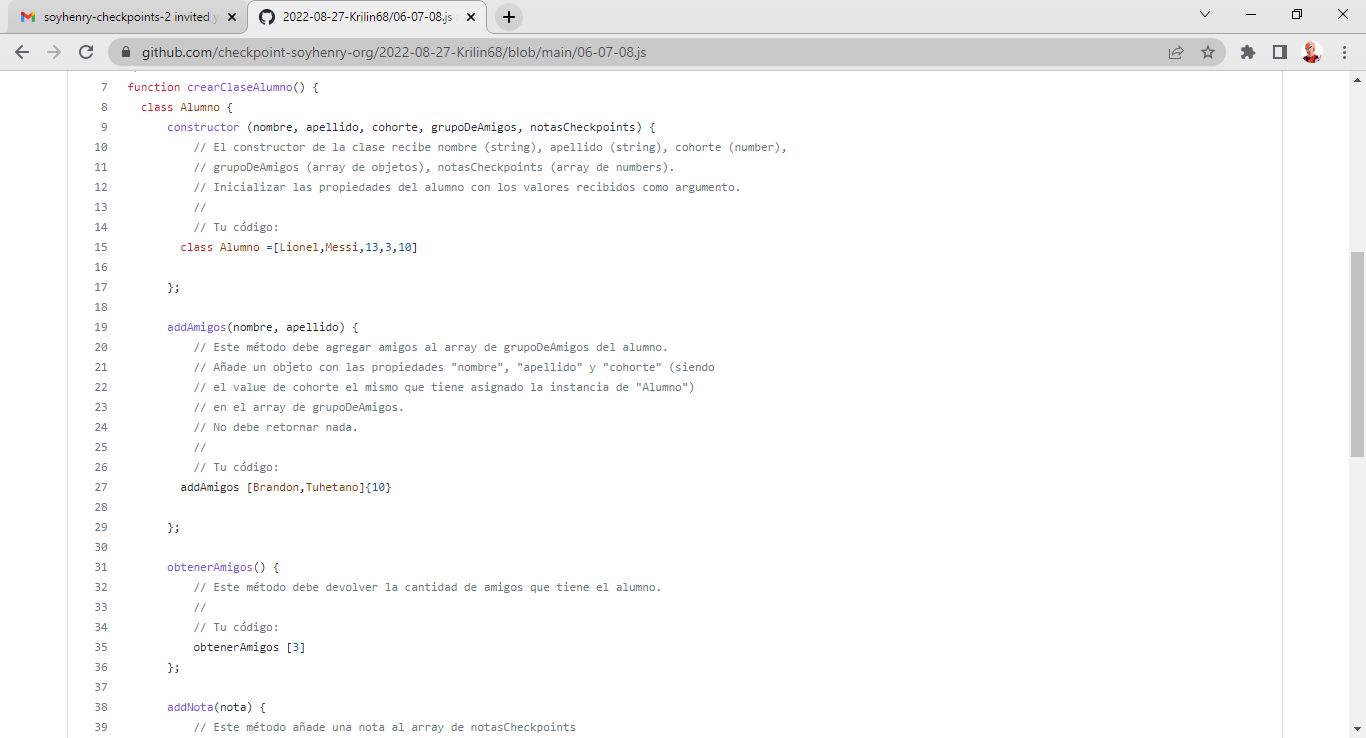 soyhenry-checkpoints-2 invited y
2022-08-27-Krilin68/06-07-08.js
github.com/checkpoint-soyhenry-org/2022-08-27-Krilin68/blob/main/06-07-08.js
7 function crearClaseAlumno() {
8 class Alumno {
9 constructor (nombre, apellido, cohorte, grupoDeAmigos, notasCheckpoints) {
10 // El constructor de la clase recibe nombre (string), apellido (string), cohorte (number),
11 // grupoDeAmigos (array de objetos), notasCheckpoints (array de numbers).
12 // Inicializar las propiedades del alumno con los valores recibidos como argumento.
13 //
14 // Tu código:
15 class Alumno =[Lionel,Messi,13,3,10]
16
17 };
18
19 addAmigos(nombre, apellido) {
20 // Este método debe agregar amigos al array de grupoDeAmigos del alumno.
21 // Añade un objeto con las propiedades "nombre", "apellido" y "cohorte" (siendo
22 // el value de cohorte el mismo que tiene asignado la instancia de "Alumno")
23 // en el array de grupoDeAmigos.
24 // No debe retornar nada.
25 //
26 // Tu código:
27 addAmigos [Brandon,Tuhetano]{10}
28
29 };
30
31 obtenerAmigos() {
32 // Este método debe devolver la cantidad de amigos que tiene el alumno.
33 //
34 // Tu código:
35 obtenerAmigos [3]
36 };
37
38 addNota(nota) {
39 // Este método añade una nota al array de notasCheckpoints